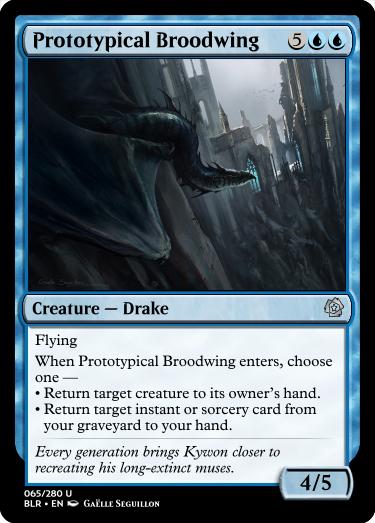 Prototypical Broodwing 5
Creature — Drake
Flying
When Prototypical Broodwing enters, choose
one —
• Return target creature to its owner's hand.
• Return target instant or sorcery card from
your graveyard to your hand.
Every generation brings Kywon closer to
recreating his long-extinct muses.
4/5
065/280 U
BLR • EN Gaëlle Seguillon